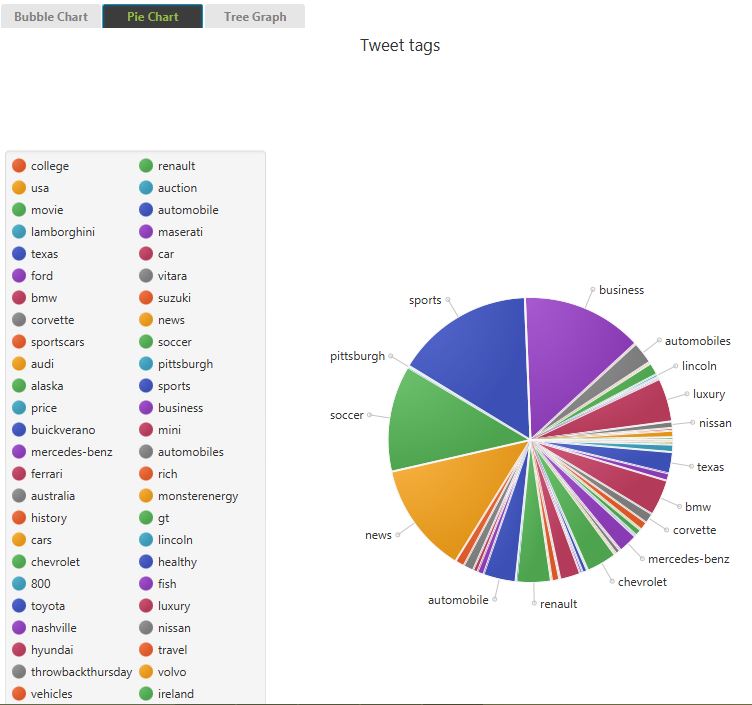 Bubble Chart Pie Chart Tree Graph
Tweet tags
college renault
usa auction
movie automobile
lamborghini maserati
texas car
ford vitara
bmw suzuki
corvette news
sportscars soccer
audi pittsburgh
alaska sports
price business
buickverano mini
mercedes-benz automobiles
ferrari rich
australia monsterenergy
history gt
cars lincoln
chevrolet healthy
800 fish
toyota luxury
nashville nissan
hyundai travel
throwbackthursday volvo
vehicles ireland
business
sports
automobiles
pittsburgh
lincoln
luxury
soccer
nissan
texas
bmw
corvette
news
mercedes-benz
chevrolet
automobile
renault